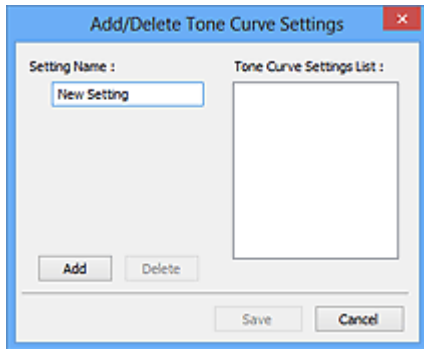 Add/Delete Tone Curve Settings
Setting Name :
Tone Curve Settings List :
New Setting
Add
Delete
Save
Cancel